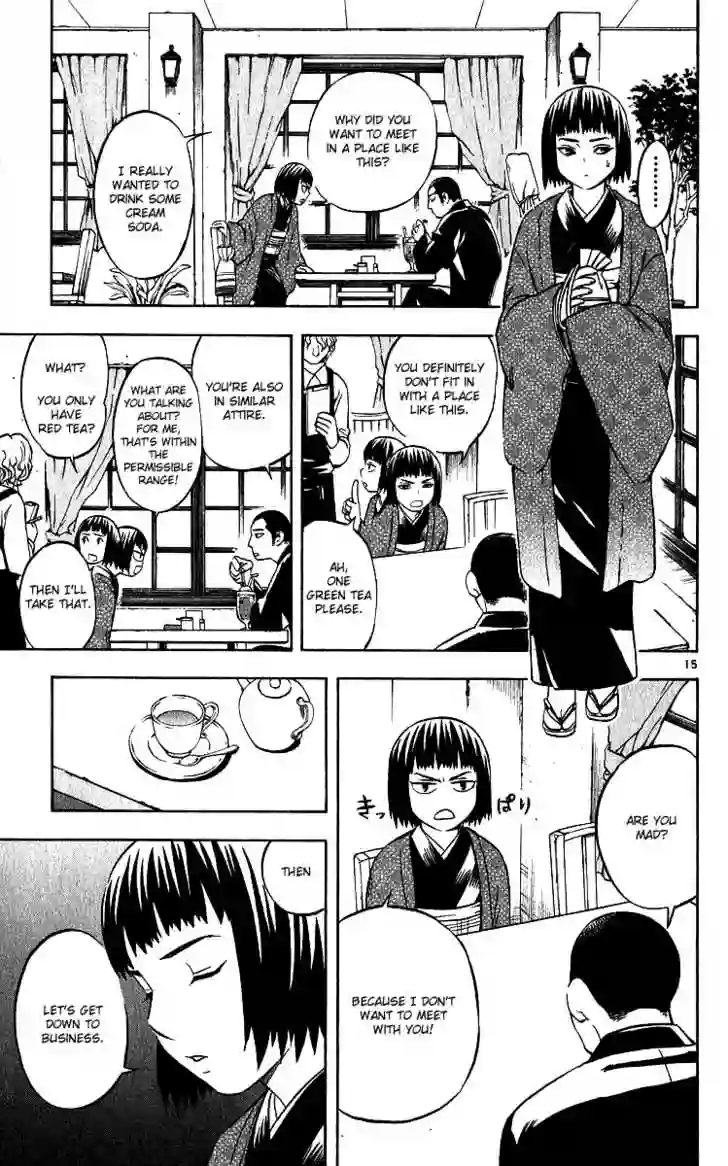 WHY DID YOU
WANT TO MEET
IN A PLACE LIKE
THIS?
I REALLY
WANTED TO
DRINK SOME
CREAM
SODA.
........
YOU DEFINITELY
DON'T FIT IN
WITH A PLACE
LIKE THIS.
AH,
ONE
GREEN TEA
PLEASE.
YOU'RE ALSO
IN SIMILAR
ATTIRE.
WHAT ARE
YOU TALKING
ABOUT?
FOR ME,
THAT'S WITHIN
THE
PERMISSIBLE
RANGE!
WHAT?
YOU ONLY
HAVE
RED TEA?
THEN I'LL
TAKE THAT.
15
ARE YOU
MAD?
きっぱり
BECAUSE I DON'T
WANT TO MEET
WITH YOU!
THEN
LET'S GET
DOWN TO
BUSINESS.